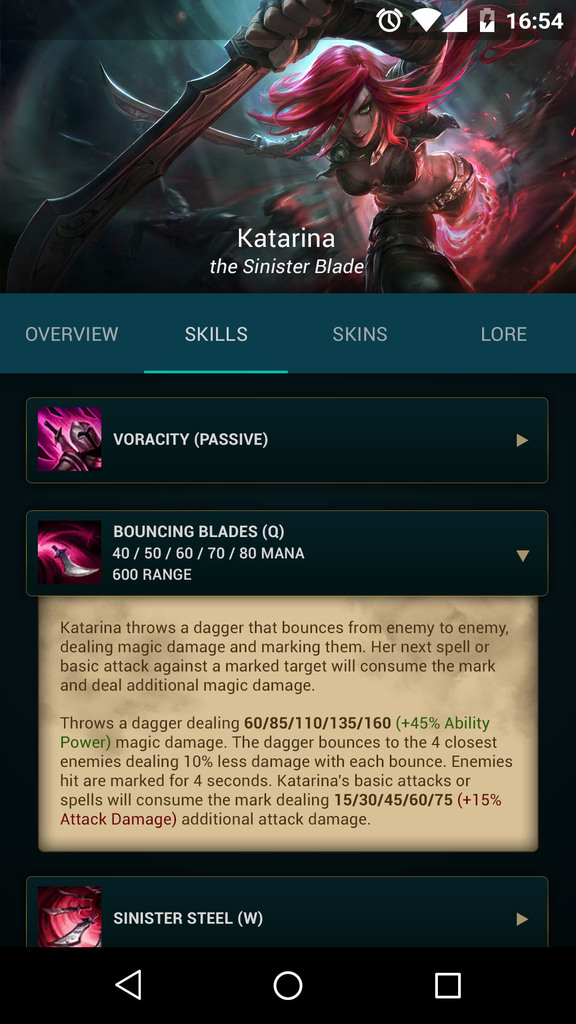 16:54
Katarina
the Sinister Blade
OVERVIEW
SKILLS
SKINS
LORE
VORACITY (PASSIVE)
BOUNCING BLADES (Q)
40 / 50 / 60 / 70 / 80 MANA
600 RANGE
Katarina throws a dagger that bounces from enemy to enemy,
dealing magic damage and marking them. Her next spell or
basic attack against a marked target will consume the mark
and deal additional magic damage.
Throws a dagger dealing 60/85/110/135/160 (+45% Ability
Power) magic damage. The dagger bounces to the 4 closest
enemies dealing 10% less damage with each bounce. Enemies
hit are marked for 4 seconds. Katarina's basic attacks or
spells will consume the mark dealing 15/30/45/60/75 (+15%
Attack Damage) additional attack damage.
SINISTER STEEL (W)